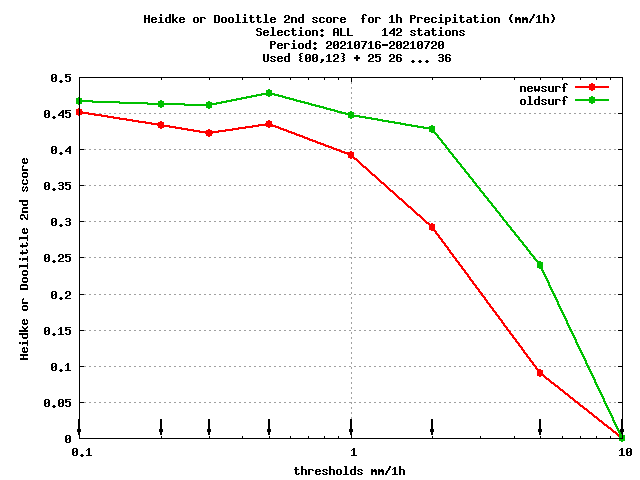 Heidke or Doolittle 2nd score  for 1h Precipitation (mm/1h)
Selection: ALL    142 stations
Period: 20210716-20210720
Used {00,12} + 25 26 ... 36
newsurf
oldsurf
Heidke or Doolittle 2nd score
0.5
0.45
0.4
0.35
0.3
0.25
0.2
0.15
0.1
0.05
0
0.1 1 10
thresholds mm/1h